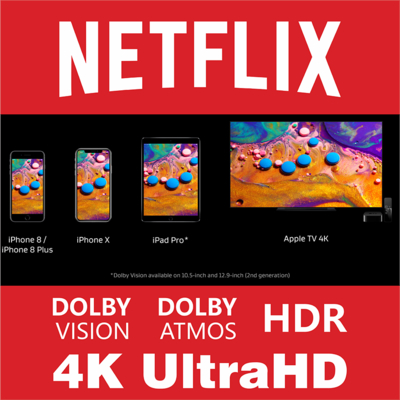 NETFLIX
iPhone 8 /
iPhone 8 Plus
iPhone X
iPad Pro*
Apple TV 4K
*Dolby Vision available on 10.5-inch and 12.9-inch (2nd generation)
DOLBY
VISION
DOLBY
ATMOS
HDR
4K UltraHD